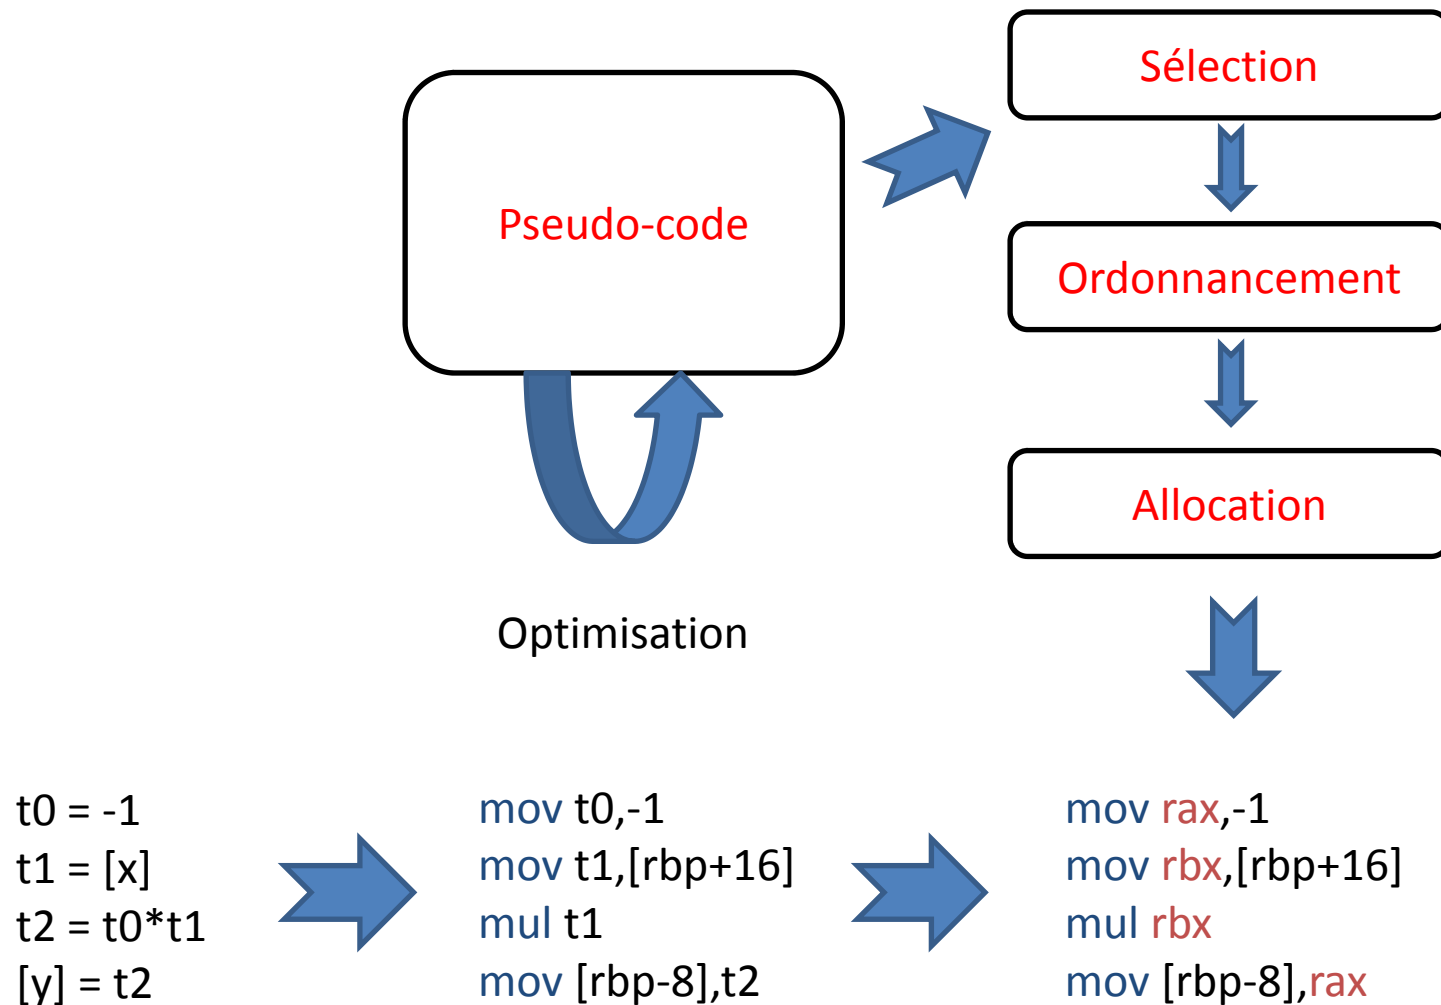 Sélection
Pseudo-code
Ordonnancement
Allocation
Optimisation
t0 = -1
t1 = [x]
t2 = t0*t1
[y] = t2
mov t0,-1
mov t1,[rbp+16]
mul t1
mov [rbp-8],t2
mov rax,-1
mov rbx,[rbp+16]
mul rbx
mov [rbp-8],rax